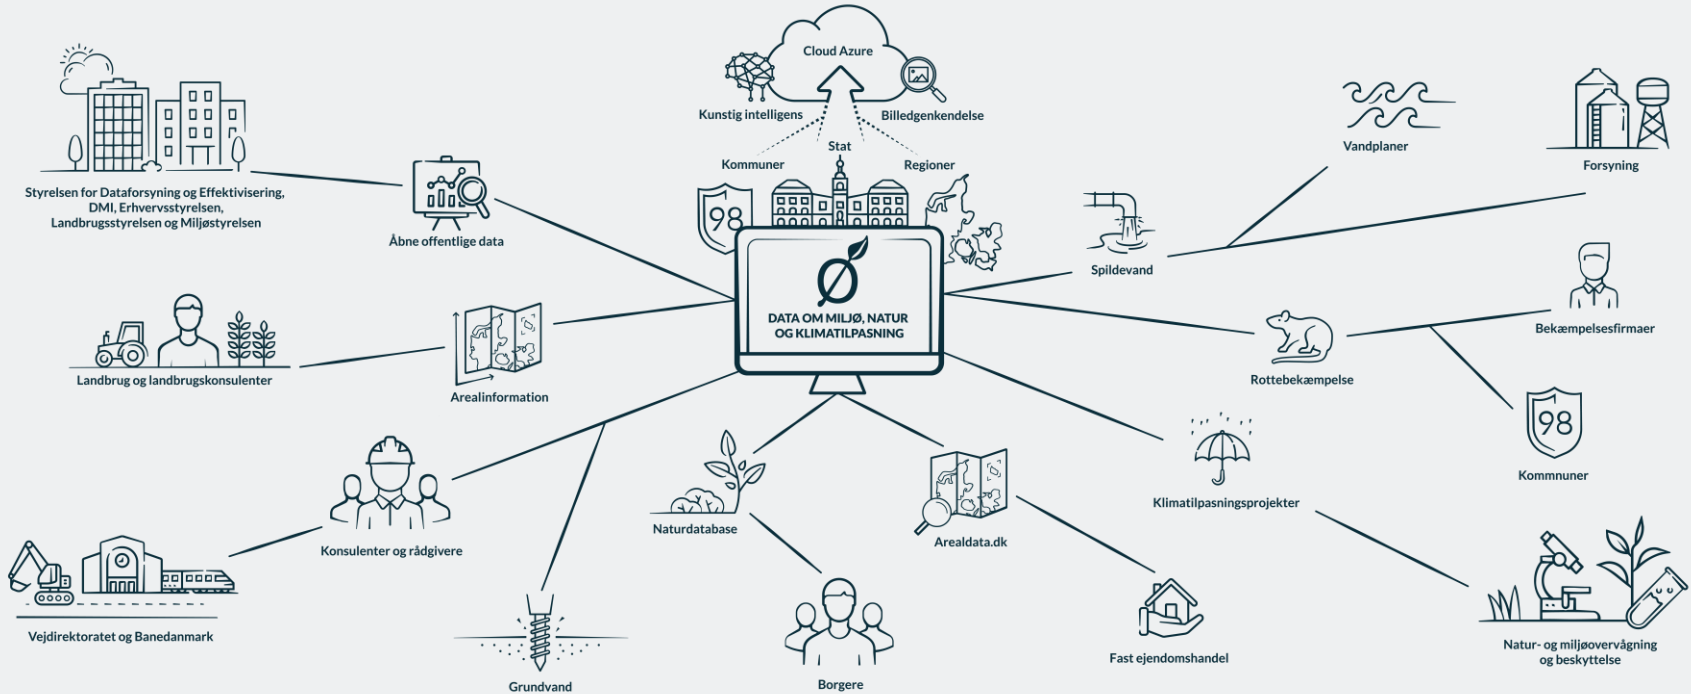 Cloud Azure
Kunstig intelligens
Billedgenkendelse
Stat
Kommuner
Regioner
98
Ø
DATA OM MILJØ, NATUR
OG KLIMATILPASNING
Styrelsen for Dataforsyning og Effektivisering,
DMI, Erhvervsstyrelsen,
Landbrugsstyrelsen og Miljøstyrelsen
Åbne offentlige data
Landbrug og landbrugskonsulenter
Arealinformation
Konsulenter og rådgivere
Vejdirektoratet og Banedanmark
Grundvand
Naturdatabase
Borgere
Arealdata.dk
Fast ejendomshandel
Klimatilpasningsprojekter
Natur- og miljøovervågning
og beskyttelse
Rottebekæmpelse
Bekæmpelsesfirmaer
98
Kommnuner
Spildevand
Vandplaner
Forsyning